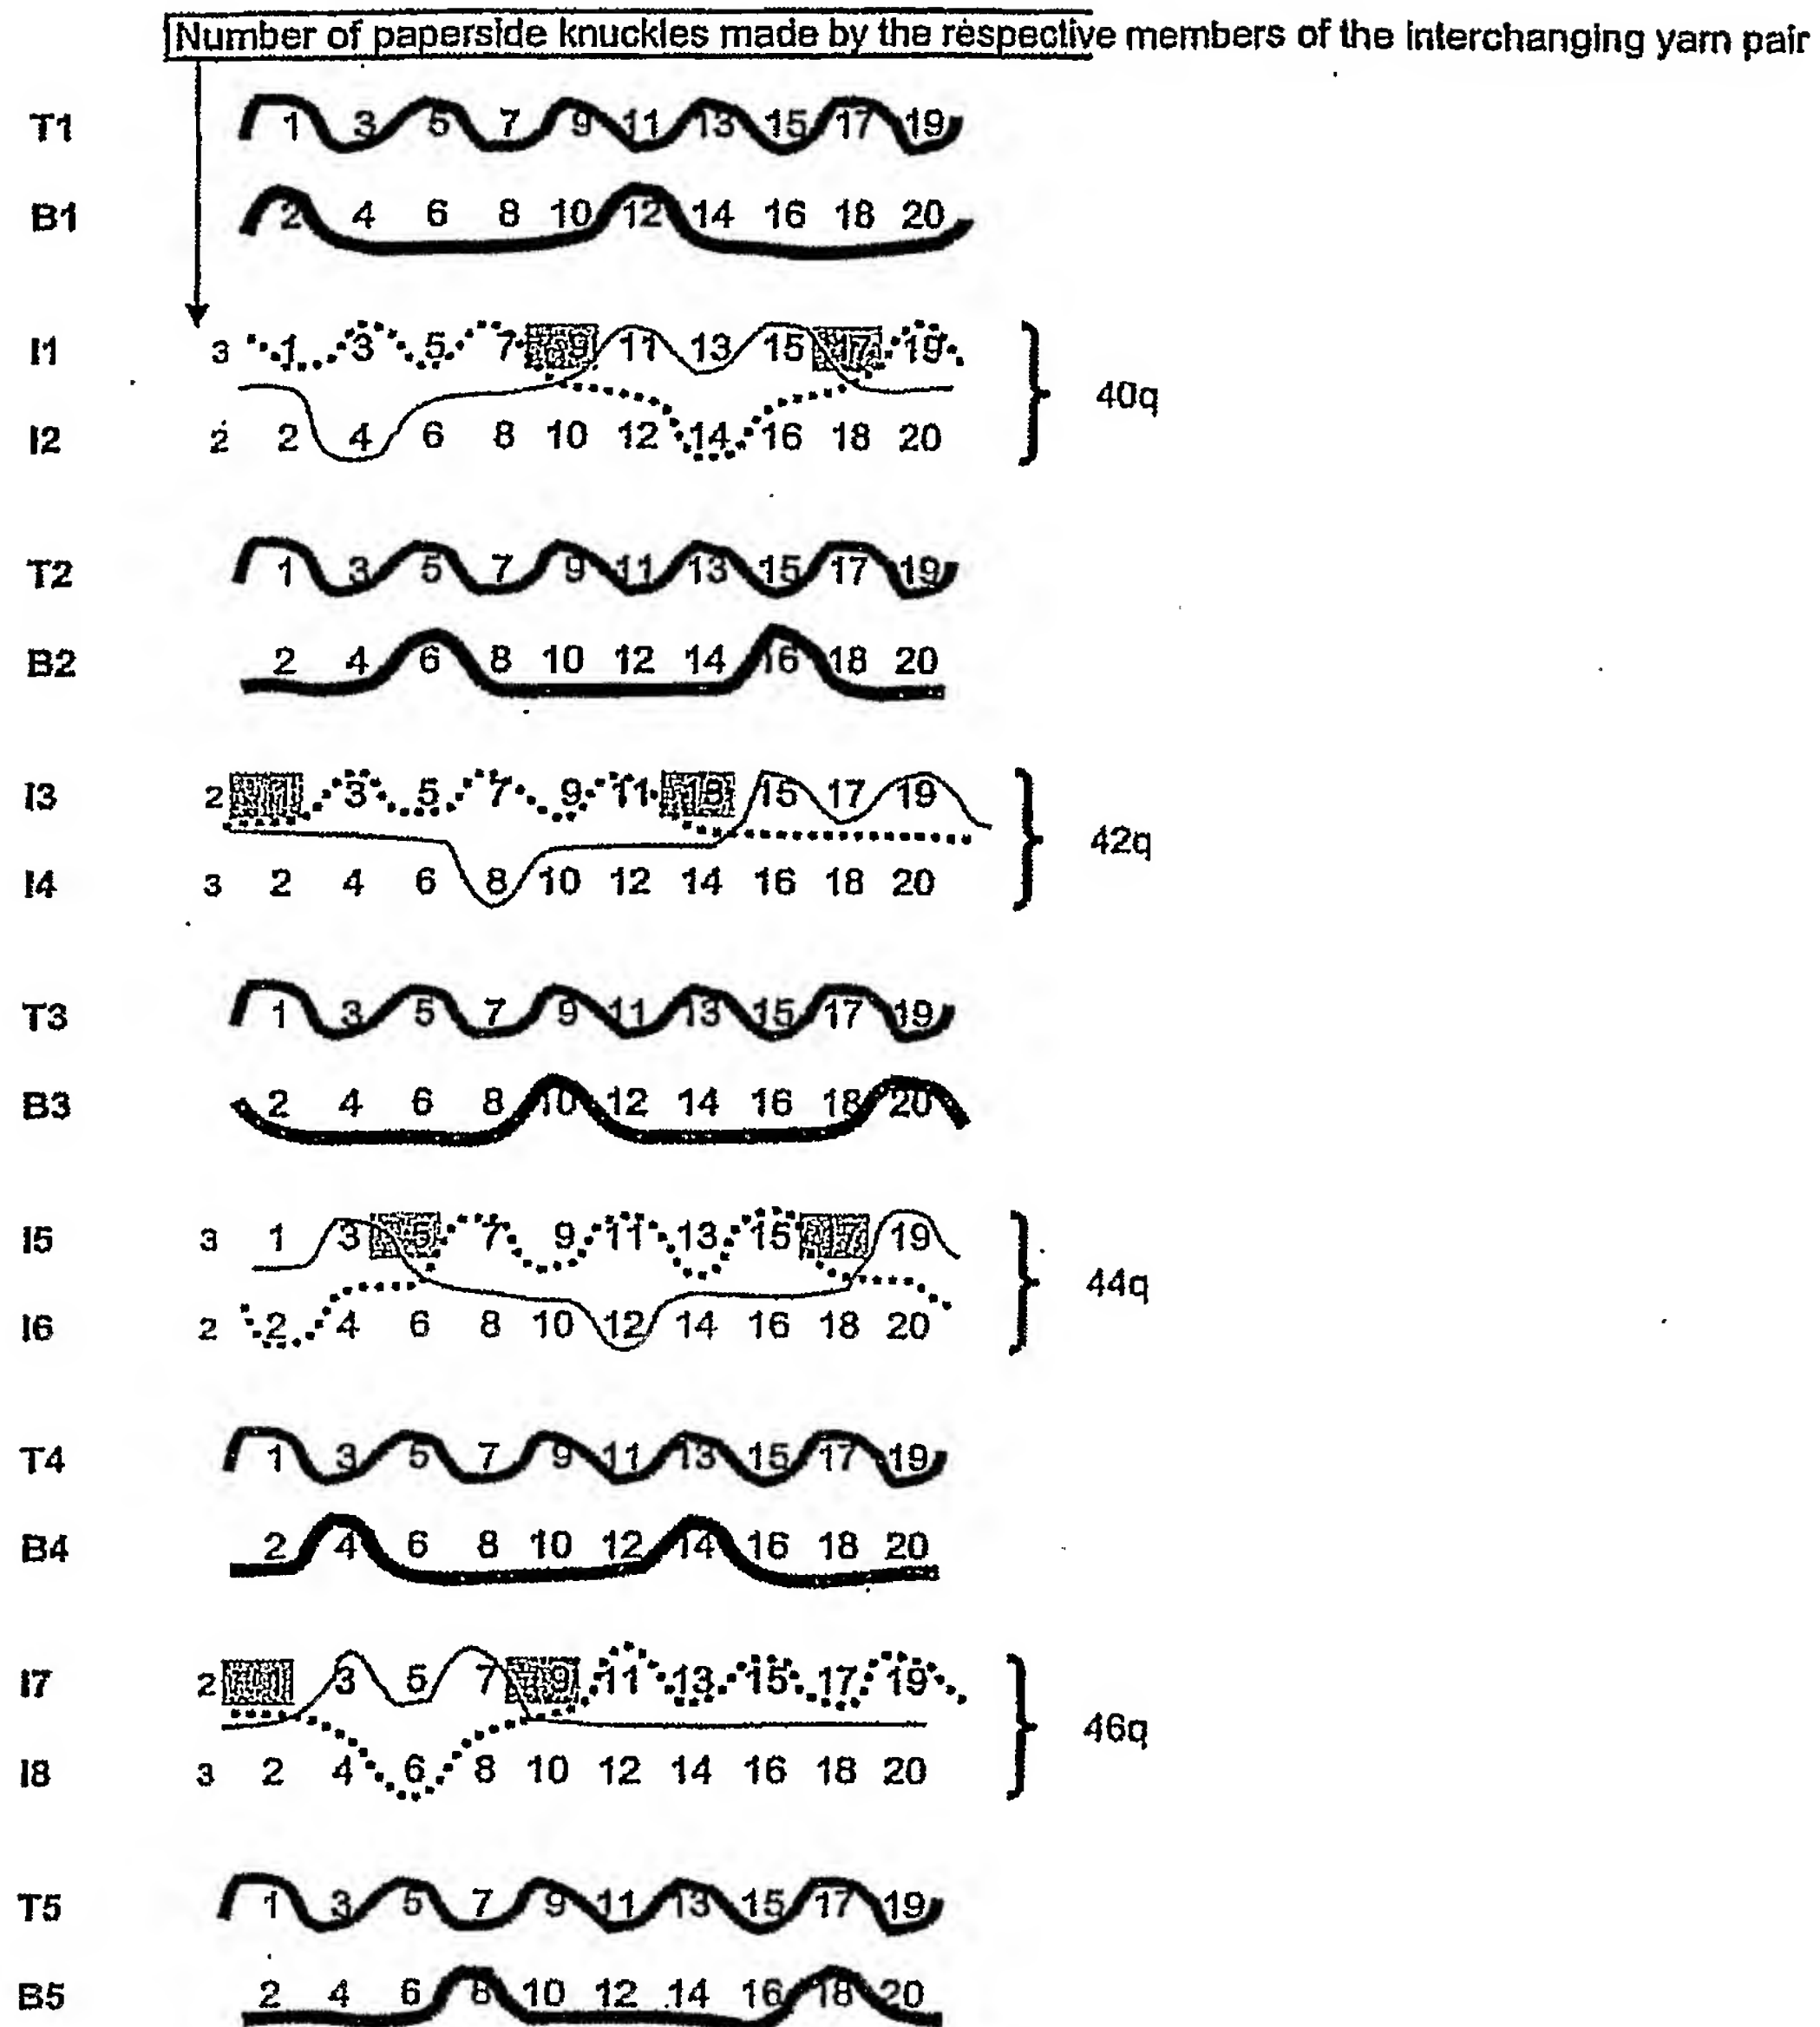 Number of paperside knuckles made by the respective members of the interchanging yarn pair
T1 1 3 5 7 9 11 13 15 17 19
B1 2 4 6 8 10 12 14 16 18 20
I1 3 1 3 5 7 9 11 13 15 17 19
40q
I2 2 2 4 6 8 10 12 14 16 18 20
T2 1 3 5 7 9 11 13 15 17 19
B2 2 4 6 8 10 12 14 16 18 20
I3 2 1 3 5 7 9 11 13 15 17 19
42q
I4 3 2 4 6 8 10 12 14 16 18 20
T3 1 3 5 7 9 11 13 15 17 19
B3 2 4 6 8 10 12 14 16 18 20
I5 3 1 3 5 7 9 11 13 15 17 19
44q
I6 2 2 4 6 8 10 12 14 16 18 20
T4 1 3 5 7 9 11 13 15 17 19
B4 2 4 6 8 10 12 14 16 18 20
I7 2 1 3 5 7 9 11 13 15 17 19
46q
I8 3 2 4 6 8 10 12 14 16 18 20
T5 1 3 5 7 9 11 13 15 17 19
B5 2 4 6 8 10 12 14 16 18 20